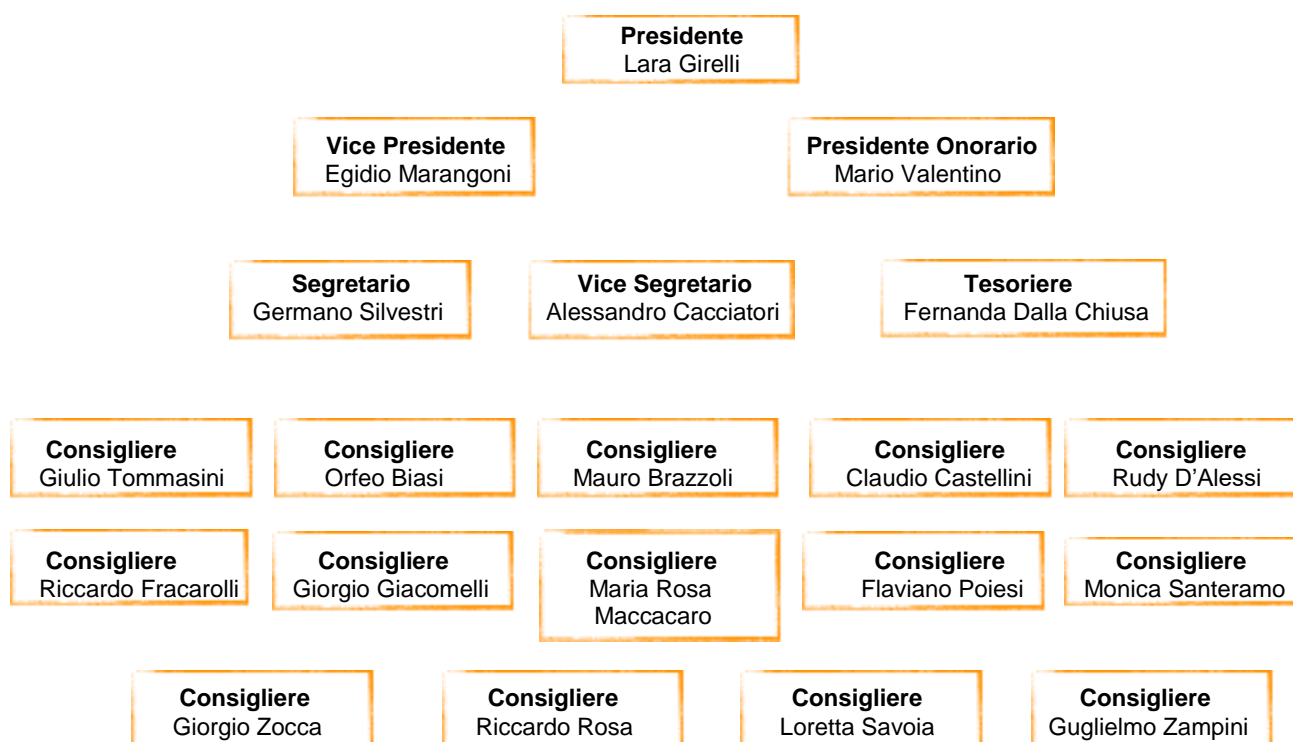 Presidente
Lara Girelli
Vice Presidente
Egidio Marangoni
Presidente Onorario
Mario Valentino
Segretario
Germano Silvestri
Vice Segretario
Alessandro Cacciatori
Tesoriere
Fernanda Dalla Chiusa
Consigliere
Giulio Tommasini
Consigliere
Orfeo Biasi
Consigliere
Mauro Brazzoli
Consigliere
Claudio Castellini
Consigliere
Rudy D’Alessi
Consigliere
Riccardo Fracarolli
Consigliere
Giorgio Giacomelli
Consigliere
Maria Rosa
Maccacaro
Consigliere
Flaviano Poiesi
Consigliere
Monica Santeramo
Consigliere
Giorgio Zocca
Consigliere
Riccardo Rosa
Consigliere
Loretta Savoia
Consigliere
Guglielmo Zampini